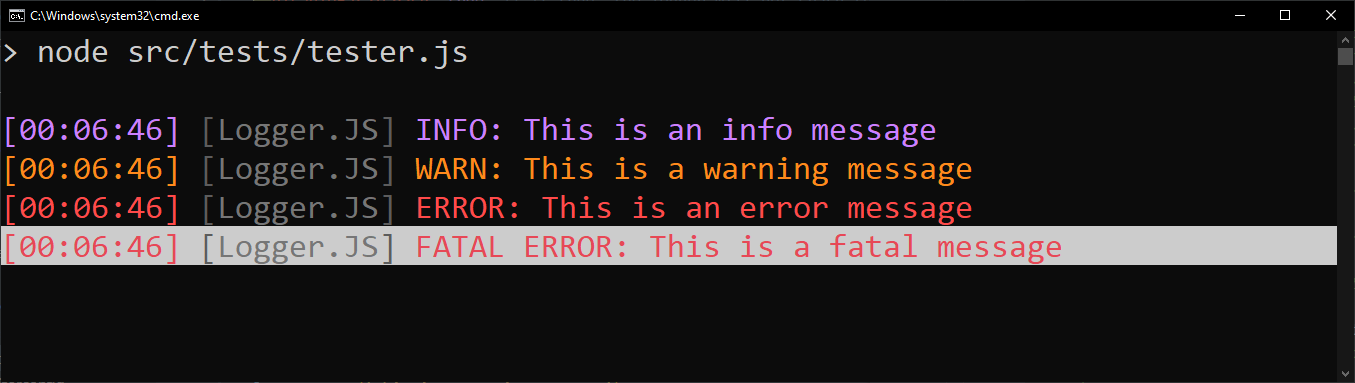 C:\Windows\system32\cmd.exe
> node src/tests/tester.js
[00:06:46] [Logger.JS] INFO: This is an info message
[00:06:46] [Logger.JS] WARN: This is a warning message
[00:06:46] [Logger.JS] ERROR: This is an error message
[00:06:46] [Logger.JS] FATAL ERROR: This is a fatal message